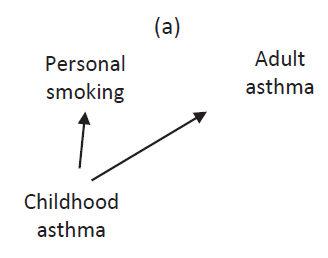 (a)
Personal
smoking
Adult
asthma
Childhood
asthma